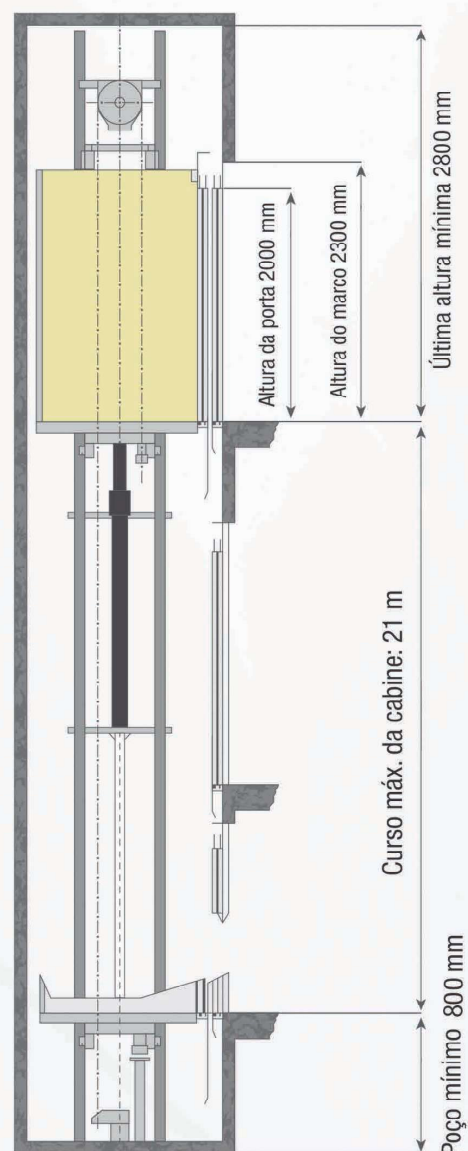 Última altura mínima 2800 mm
Altura do marco 2300 mm
Altura da porta 2000 mm
Curso máx. da cabine: 21 m
Poço mínimo 800 mm